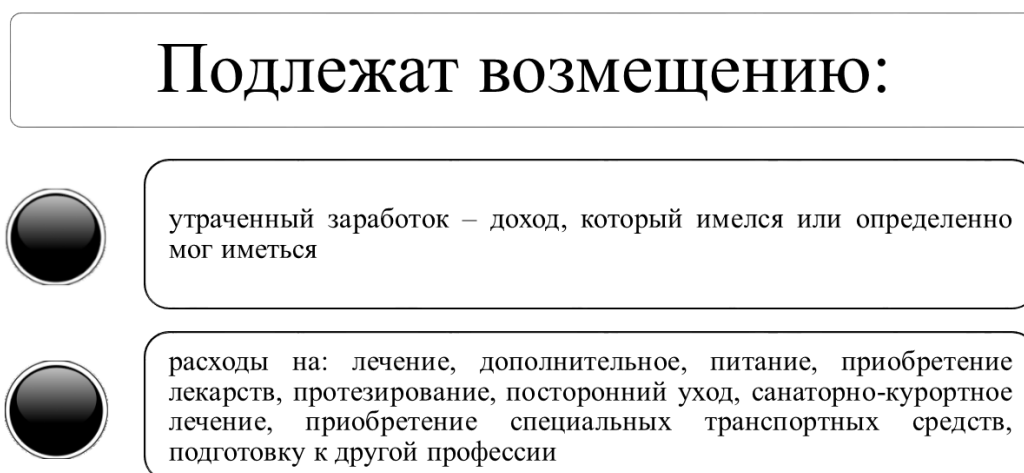 Подлежат возмещению:
утраченный заработок – доход, который имелся или определенно
мог иметься
расходы на: лечение, дополнительное, питание, приобретение
лекарств, протезирование, посторонний уход, санаторно-курортное
лечение, приобретение специальных транспортных средств,
подготовку к другой профессии